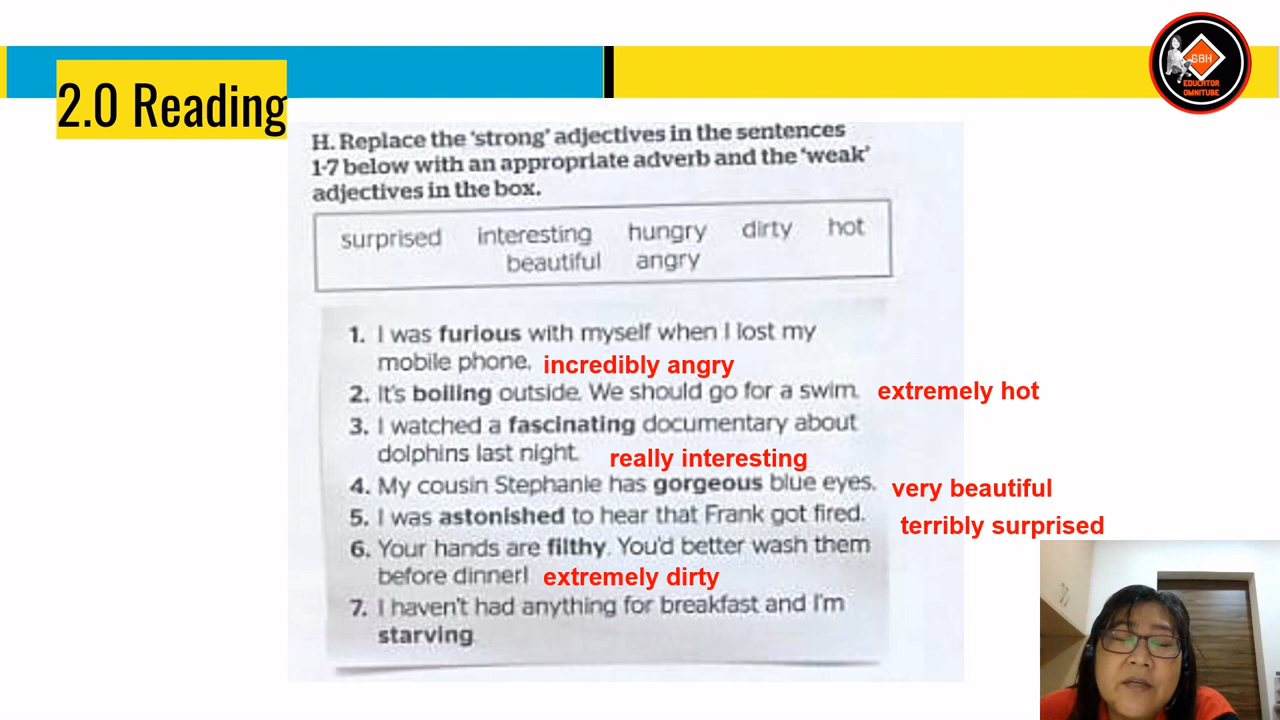 2.0 Reading
GBH
EDUCATOR
OMNITUBE
H. Replace the 'strong' adjectives in the sentences
1-7 below with an appropriate adverb and the 'weak'
adjectives in the box.
surprised interesting hungry dirty hot
beautiful angry
1. I was furious with myself when I lost my
mobile phone. incredibly angry
2. It's boiling outside. We should go for a swim. extremely hot
3. I watched a fascinating documentary about
dolphins last night. really interesting
4. My cousin Stephanie has gorgeous blue eyes. very beautiful
5. I was astonished to hear that Frank got fired. terribly surprised
6. Your hands are filthy. You'd better wash them
before dinner! extremely dirty
7. I haven't had anything for breakfast and I'm
starving